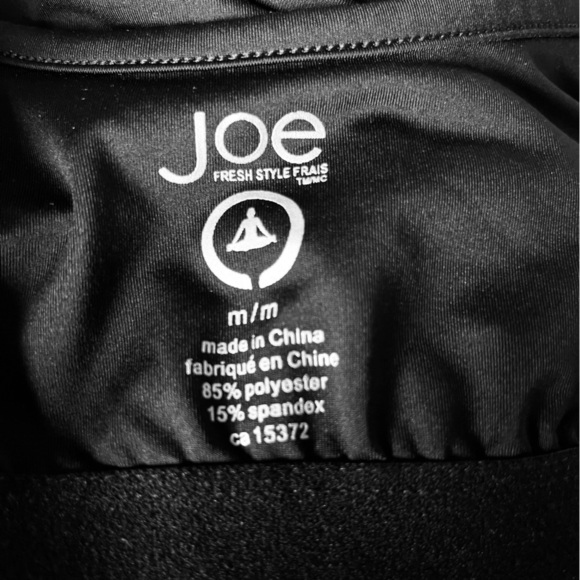 Joe
FRESH STYLE FRAIS
TM/MC
m/m
made in China
fabriqué en Chine
85% polyester
15% spandex
ca 15372